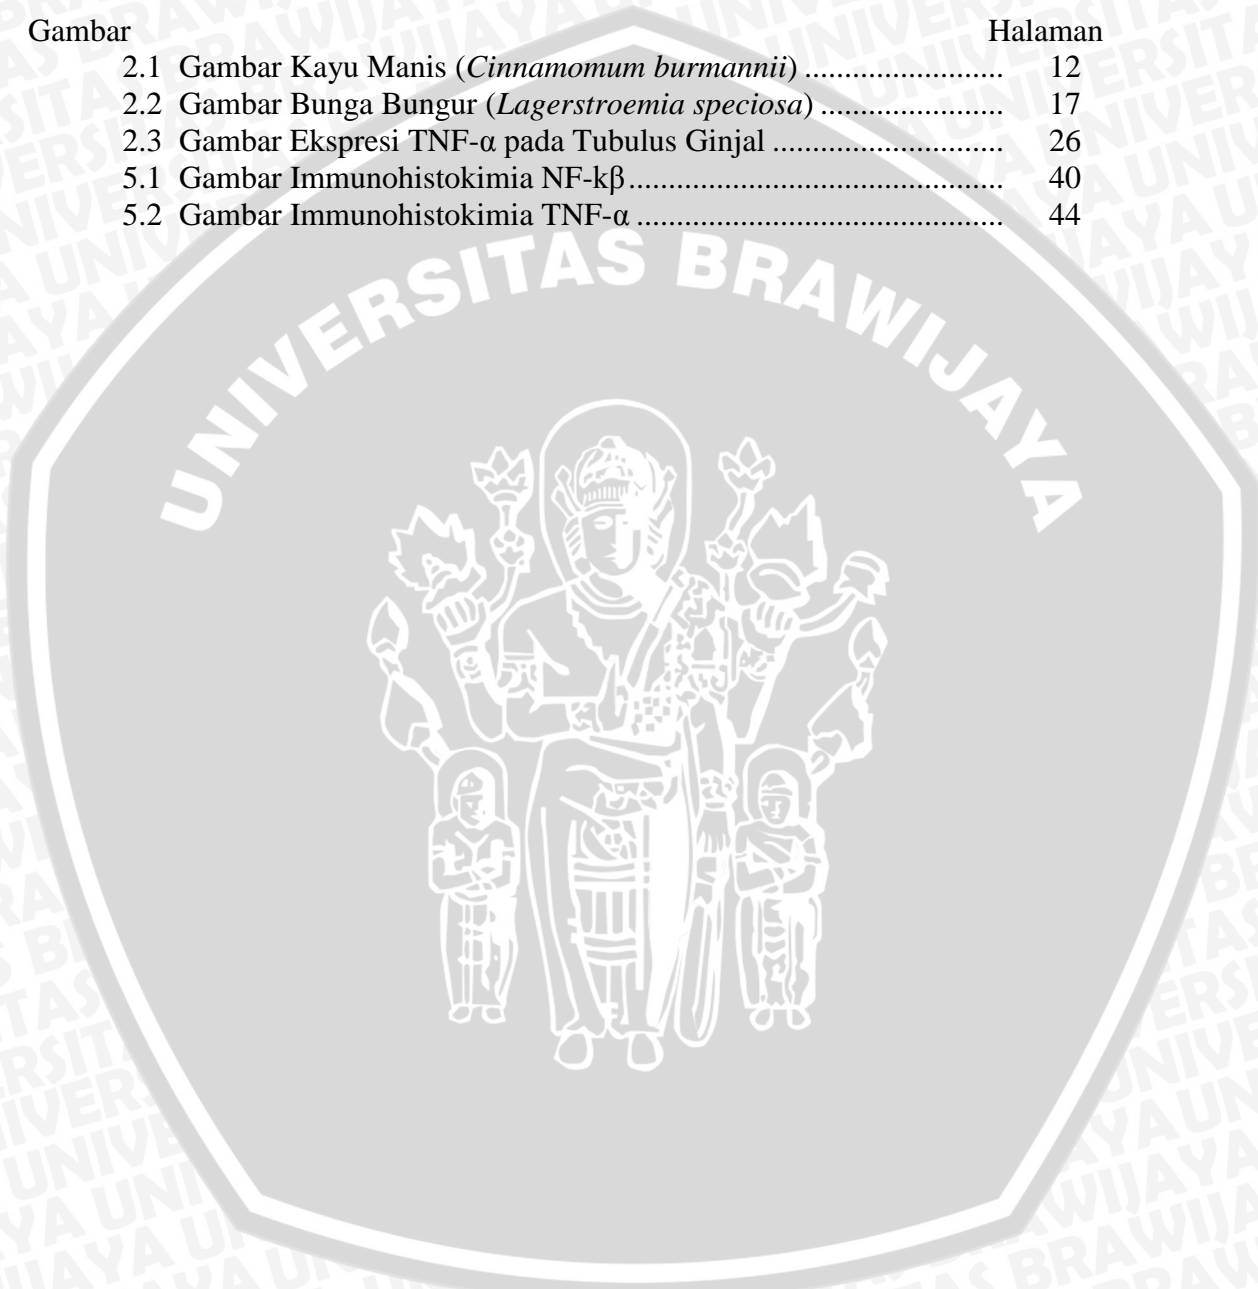 Gambar Halaman
2.1 Gambar Kayu Manis (Cinnamomum burmannii) ......................... 12
2.2 Gambar Bunga Bungur (Lagerstroemia speciosa) ....................... 17
2.3 Gambar Ekspresi TNF-α pada Tubulus Ginjal ............................. 26
5.1 Gambar Immunohistokimia NF-kβ ............................................ 40
5.2 Gambar Immunohistokimia TNF-α .............................................. 44
UNIVERSITAS BRAWIJAYA